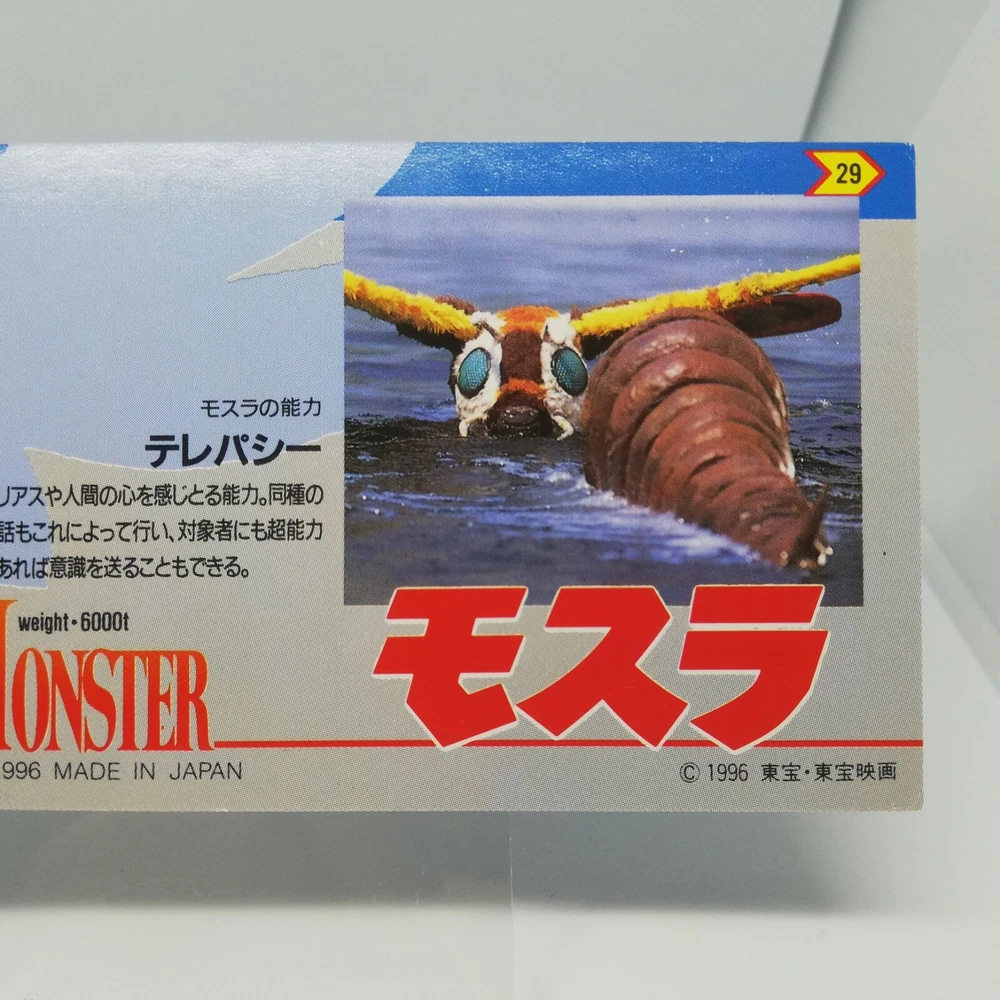 29
モスラの能力
テレパシー
リアスや人間の心を感じとる能力。同種の
話もこれによって行い、対象者にも超能力
あれば意識を送ることもできる。
weight・6000t
MONSTER
モスラ
996 MADE IN JAPAN
© 1996 東宝・東宝映画